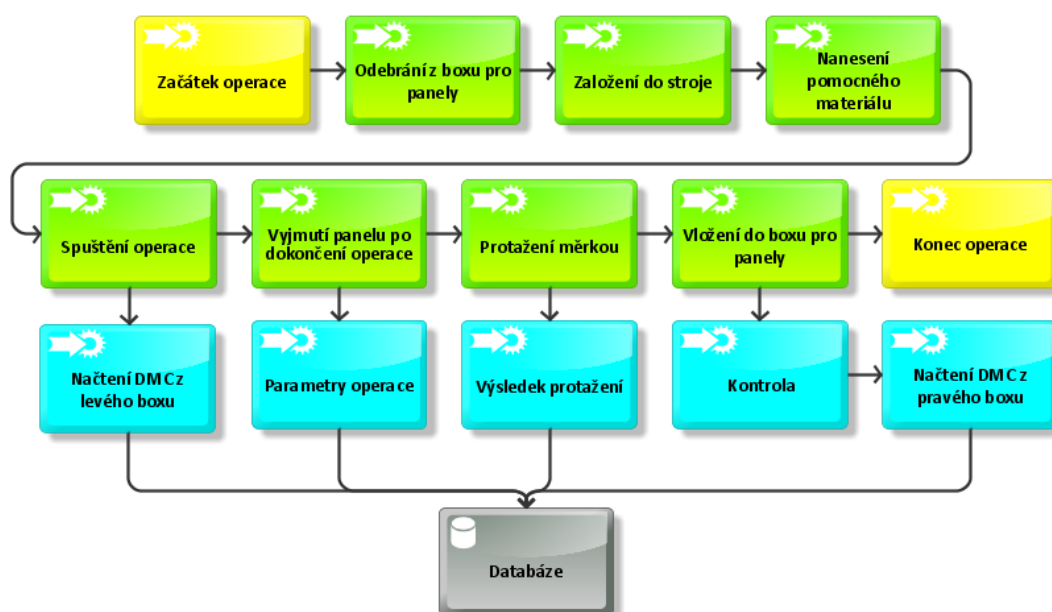 Začátek operace
Odebrání z boxu pro
panely
Založení do stroje
Nanesení
pomocného
materiálu
Spuštění operace
Vyjmutí panelu po
dokončení operace
Protažení měrkou
Vložení do boxu pro
panely
Konec operace
Načtení DMC z
levého boxu
Parametry operace
Výsledek protažení
Kontrola
Načtení DMC z
pravého boxu
Databáze